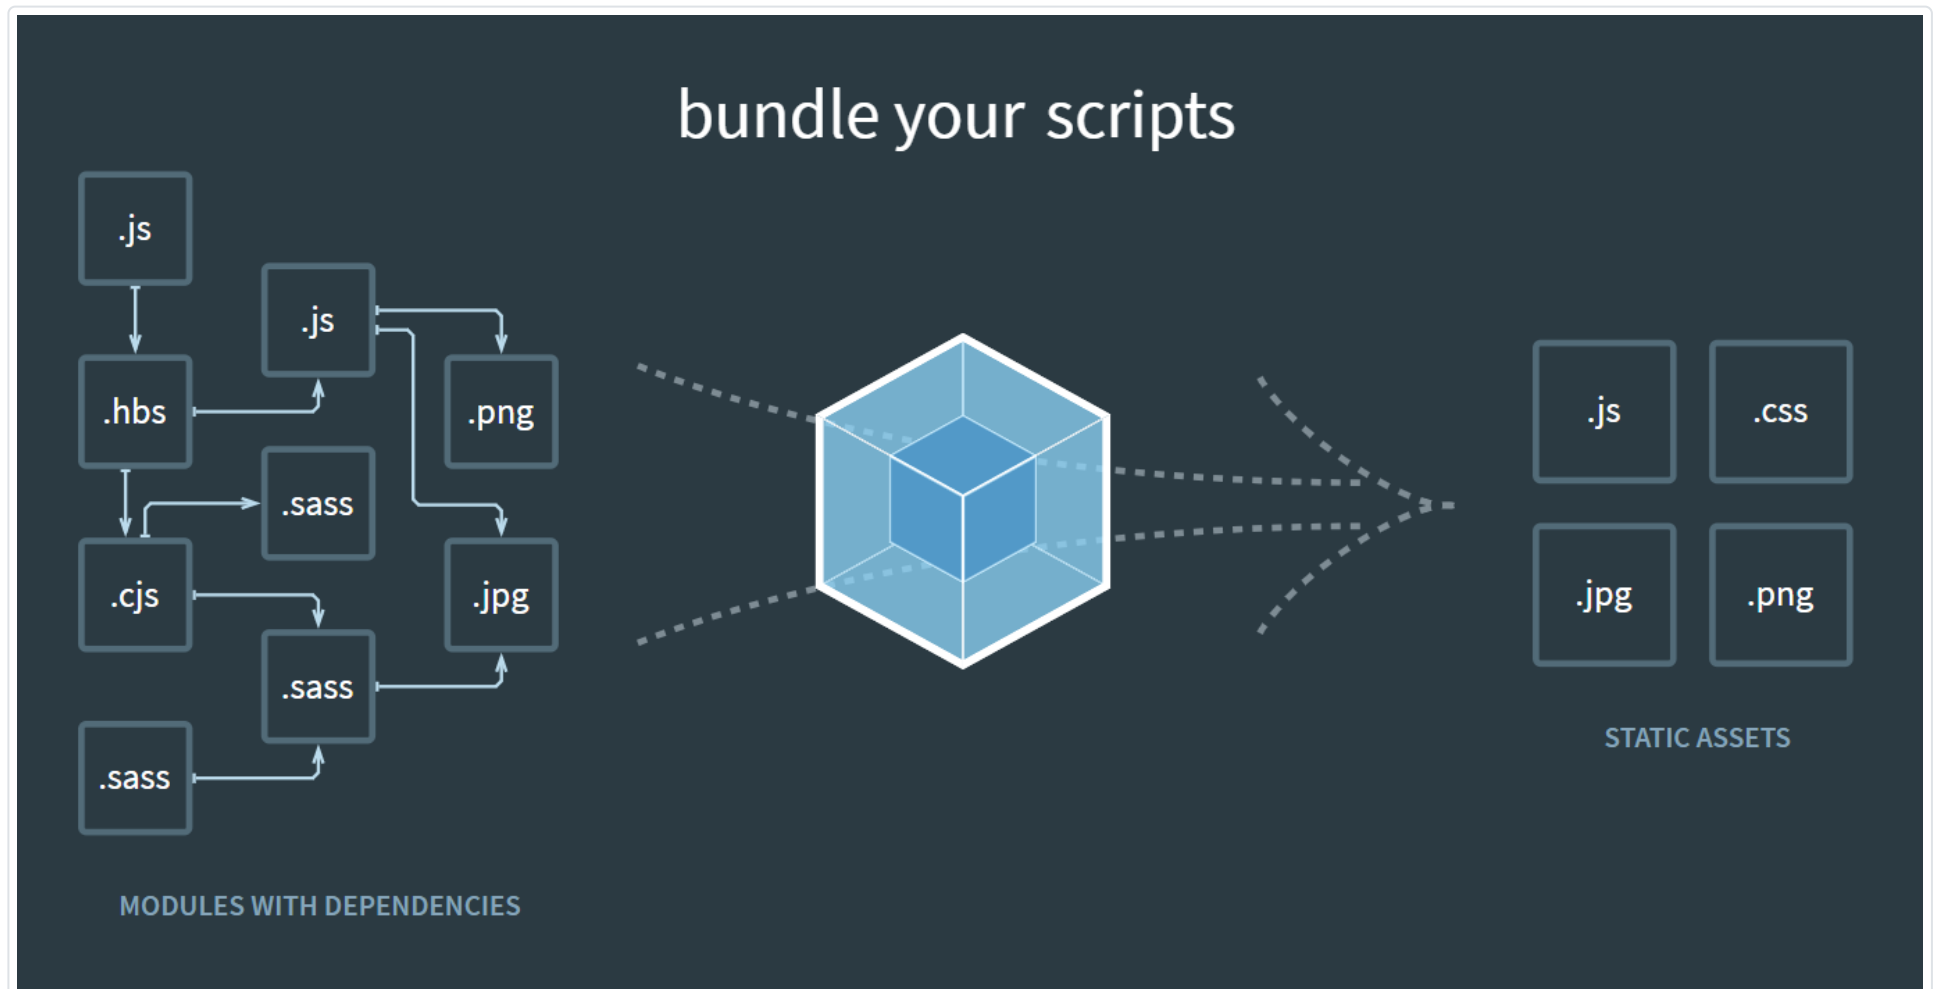 bundle your scripts
.js
.js
.hbs
.png
.sass
.cjs
.jpg
.sass
.sass
MODULES WITH DEPENDENCIES
.js
.css
.jpg
.png
STATIC ASSETS